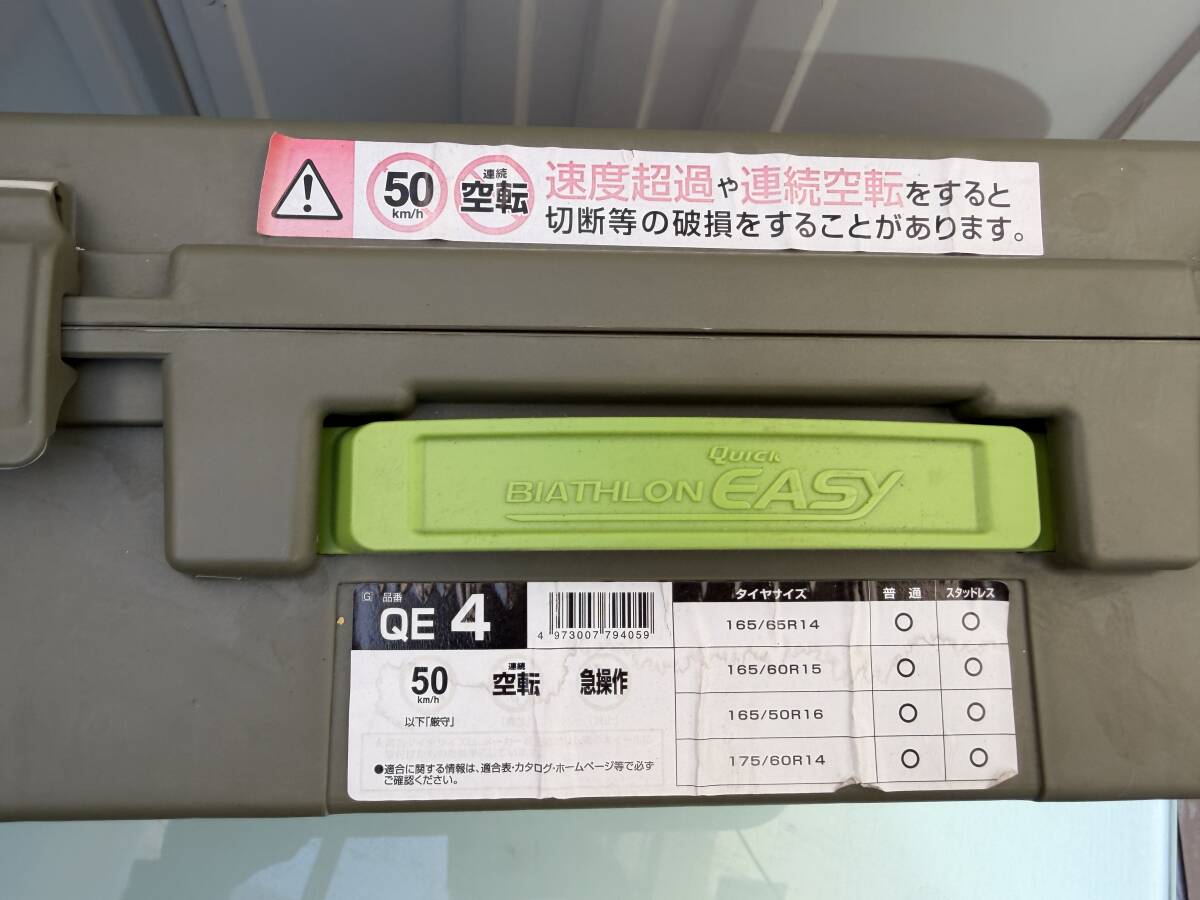 50 km/h
連続
空転
速度超過や連続空転をすると
切断等の破損をすることがあります。
QUICK
BIATHLON EASY
G 品番
QE 4
4 973007 794059
タイヤサイズ 普通 スタッドレス
165/65R14 ○ ○
165/60R15 ○ ○
165/50R16 ○ ○
175/60R14 ○ ○
50 km/h
以下「厳守」
連続
空転
急操作
●適合に関する情報は、適合表・カタログ・ホームページ等で必ず
ご確認ください。